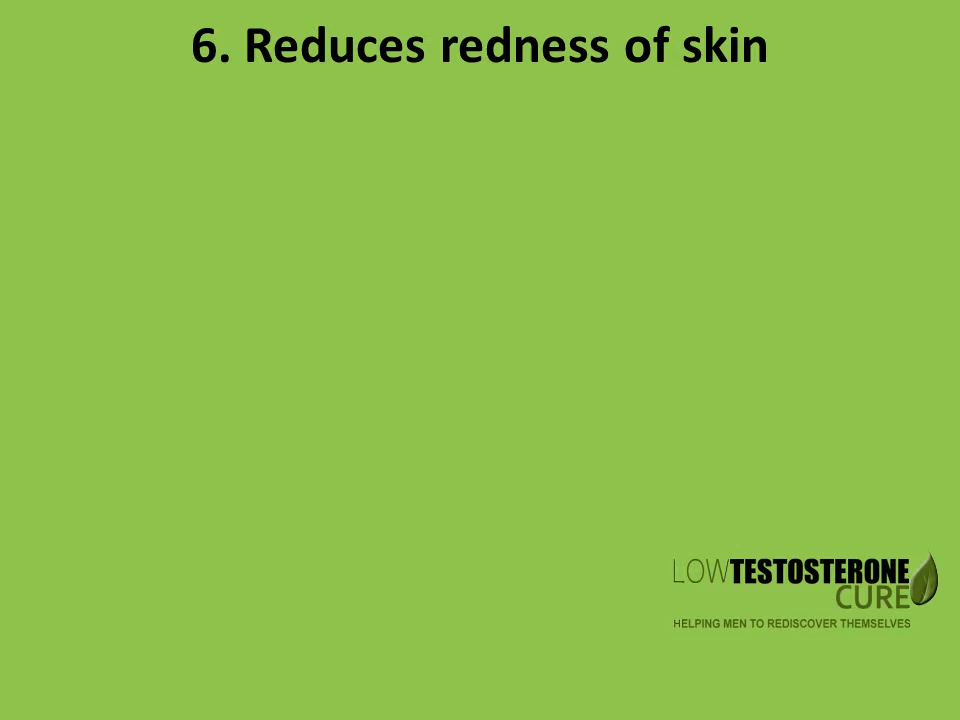 6. Reduces redness of skin
LOWTESTOSTERONE
CURE
HELPING MEN TO REDISCOVER THEMSELVES